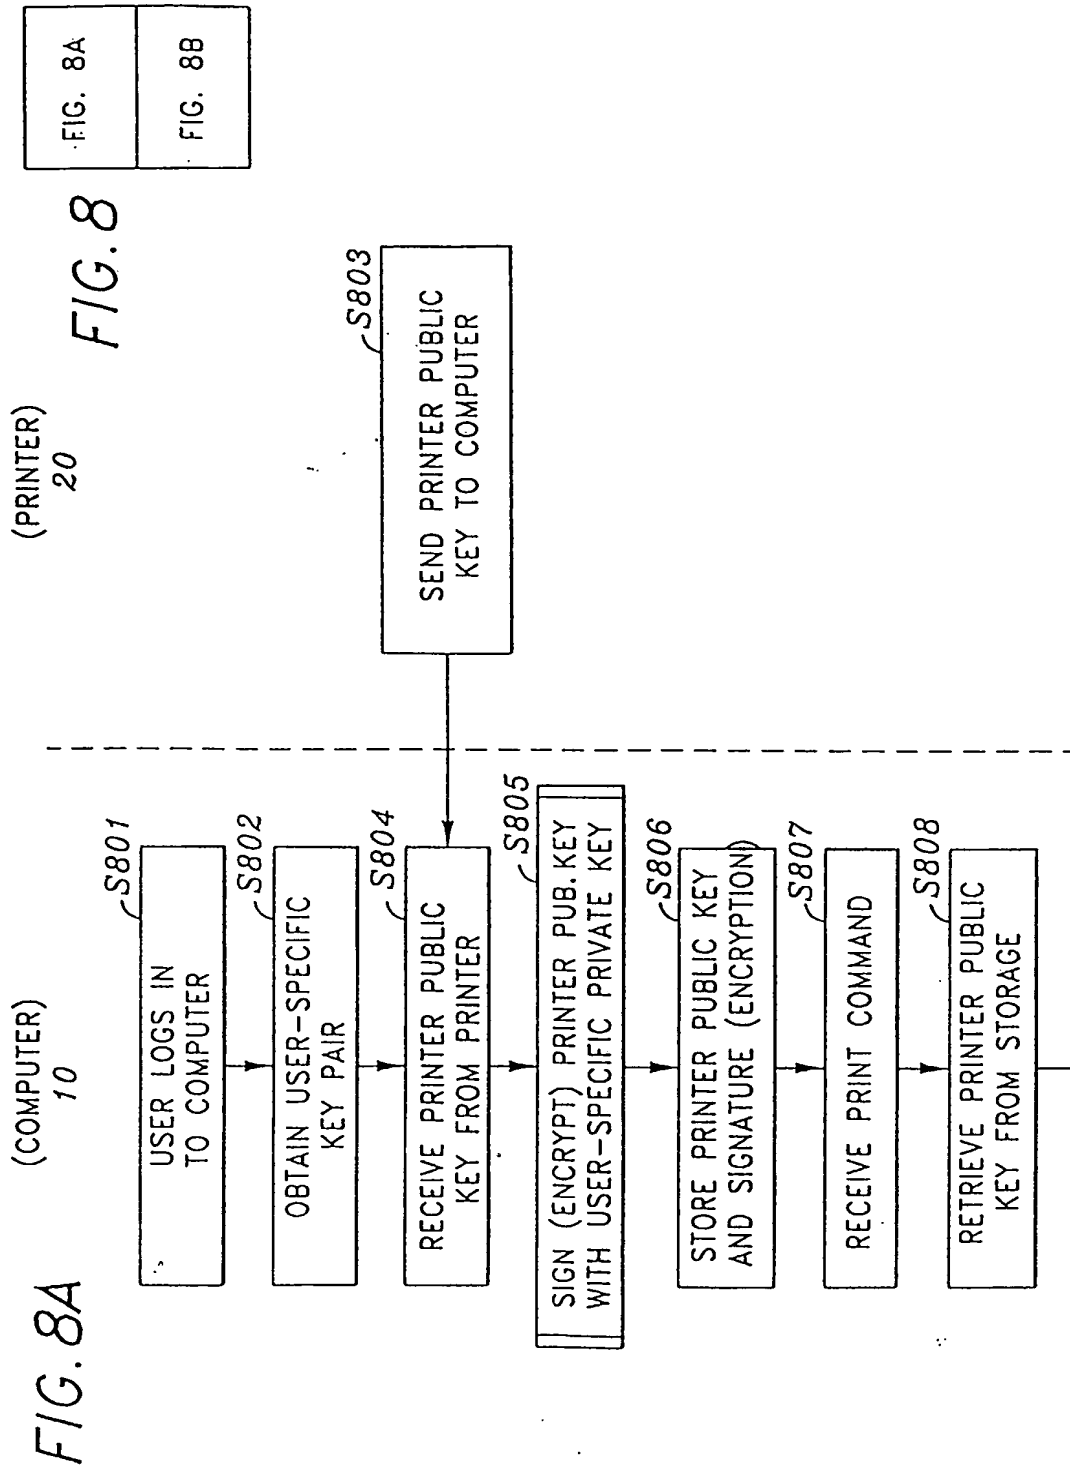 FIG. 8A
(COMPUTER)
10
(PRINTER)
20
FIG. 8
FIG. 8A
FIG. 8B
S801
USER LOGS IN
TO COMPUTER
S802
OBTAIN USER-SPECIFIC
KEY PAIR
S803
SEND PRINTER PUBLIC
KEY TO COMPUTER
S804
RECEIVE PRINTER PUBLIC
KEY FROM PRINTER
S805
SIGN (ENCRYPT) PRINTER PUB.KEY
WITH USER-SPECIFIC PRIVATE KEY
S806
STORE PRINTER PUBLIC KEY
AND SIGNATURE (ENCRYPTION)
S807
RECEIVE PRINT COMMAND
S808
RETRIEVE PRINTER PUBLIC
KEY FROM STORAGE